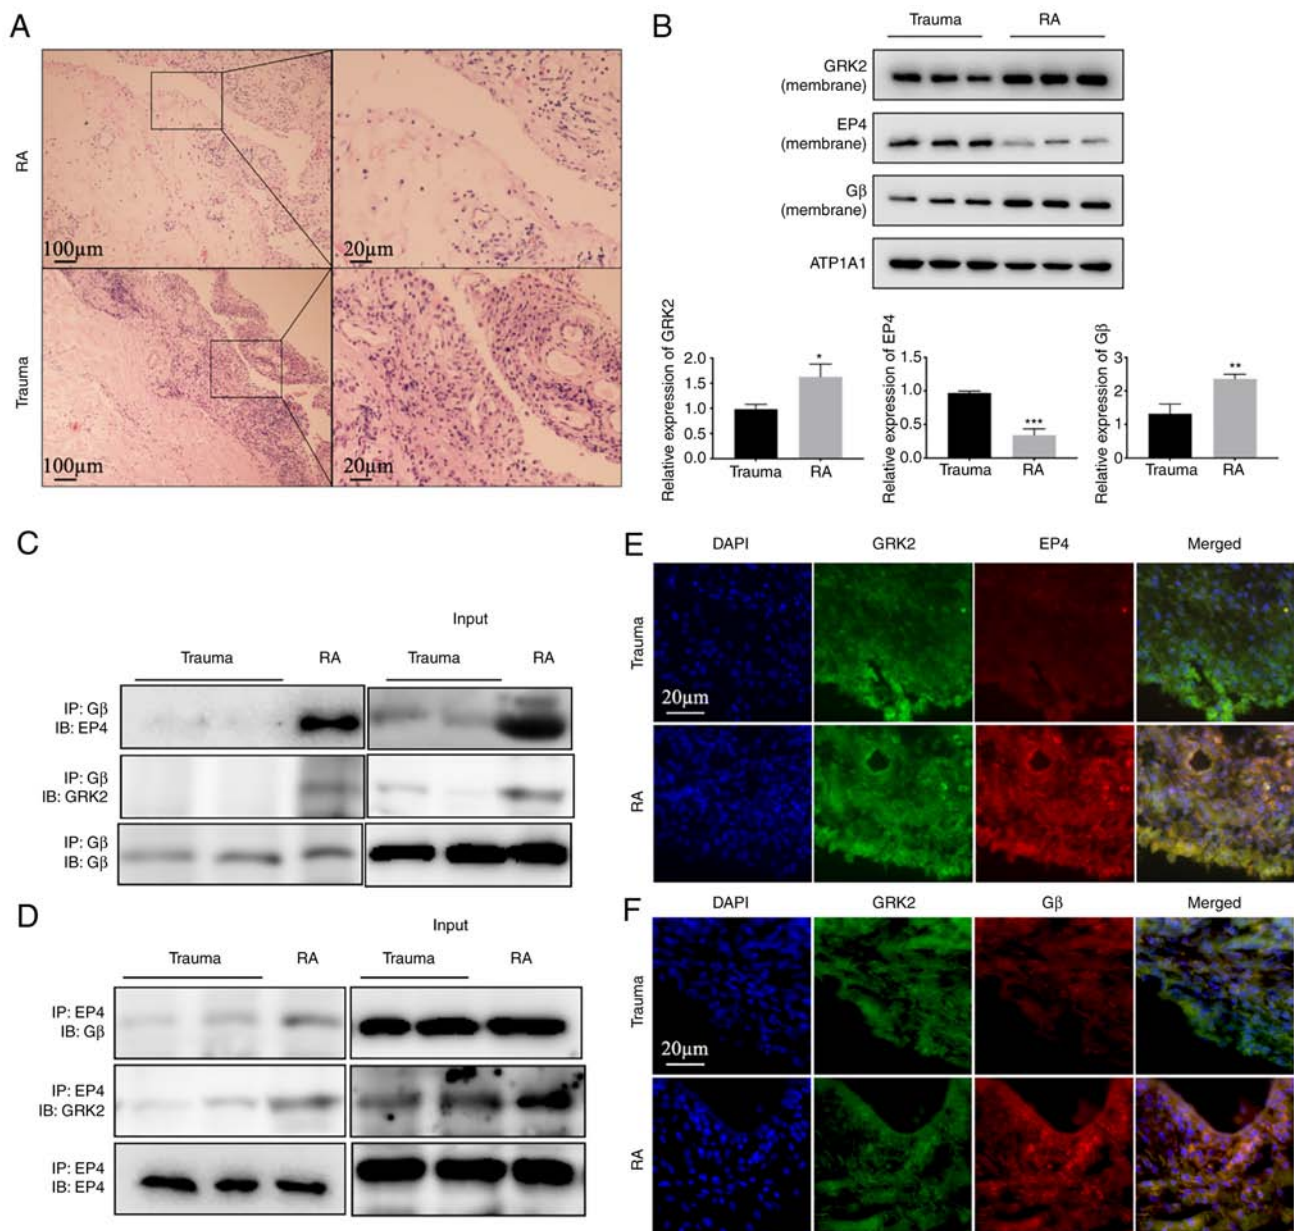 A
RA
100µm
20µm
Trauma
100µm
20µm
B
Trauma RA
GRK2
(membrane)
EP4
(membrane)
Gβ
(membrane)
ATP1A1
Relative expression of GRK2
2.0
1.5
1.0
0.5
0.0
*
Trauma RA
Relative expression of EP4
1.5
1.0
0.5
0.0
***
Trauma RA
Relative expression of Gβ
3
2
1
0
**
Trauma RA
C
Input
Trauma RA Trauma RA
IP: Gβ
IB: EP4
IP: Gβ
IB: GRK2
IP: Gβ
IB: Gβ
D
Input
Trauma RA Trauma RA
IP: EP4
IB: Gβ
IP: EP4
IB: GRK2
IP: EP4
IB: EP4
E
DAPI GRK2 EP4 Merged
Trauma
20µm
RA
F
DAPI GRK2 Gβ Merged
Trauma
20µm
RA